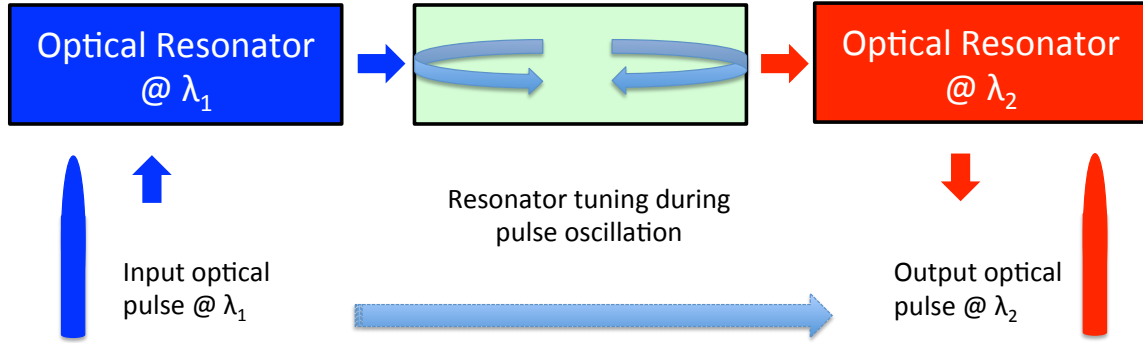 Optical Resonator
@ λ₁
Optical Resonator
@ λ₂
Resonator tuning during
pulse oscillation
Input optical
pulse @ λ₁
Output optical
pulse @ λ₂